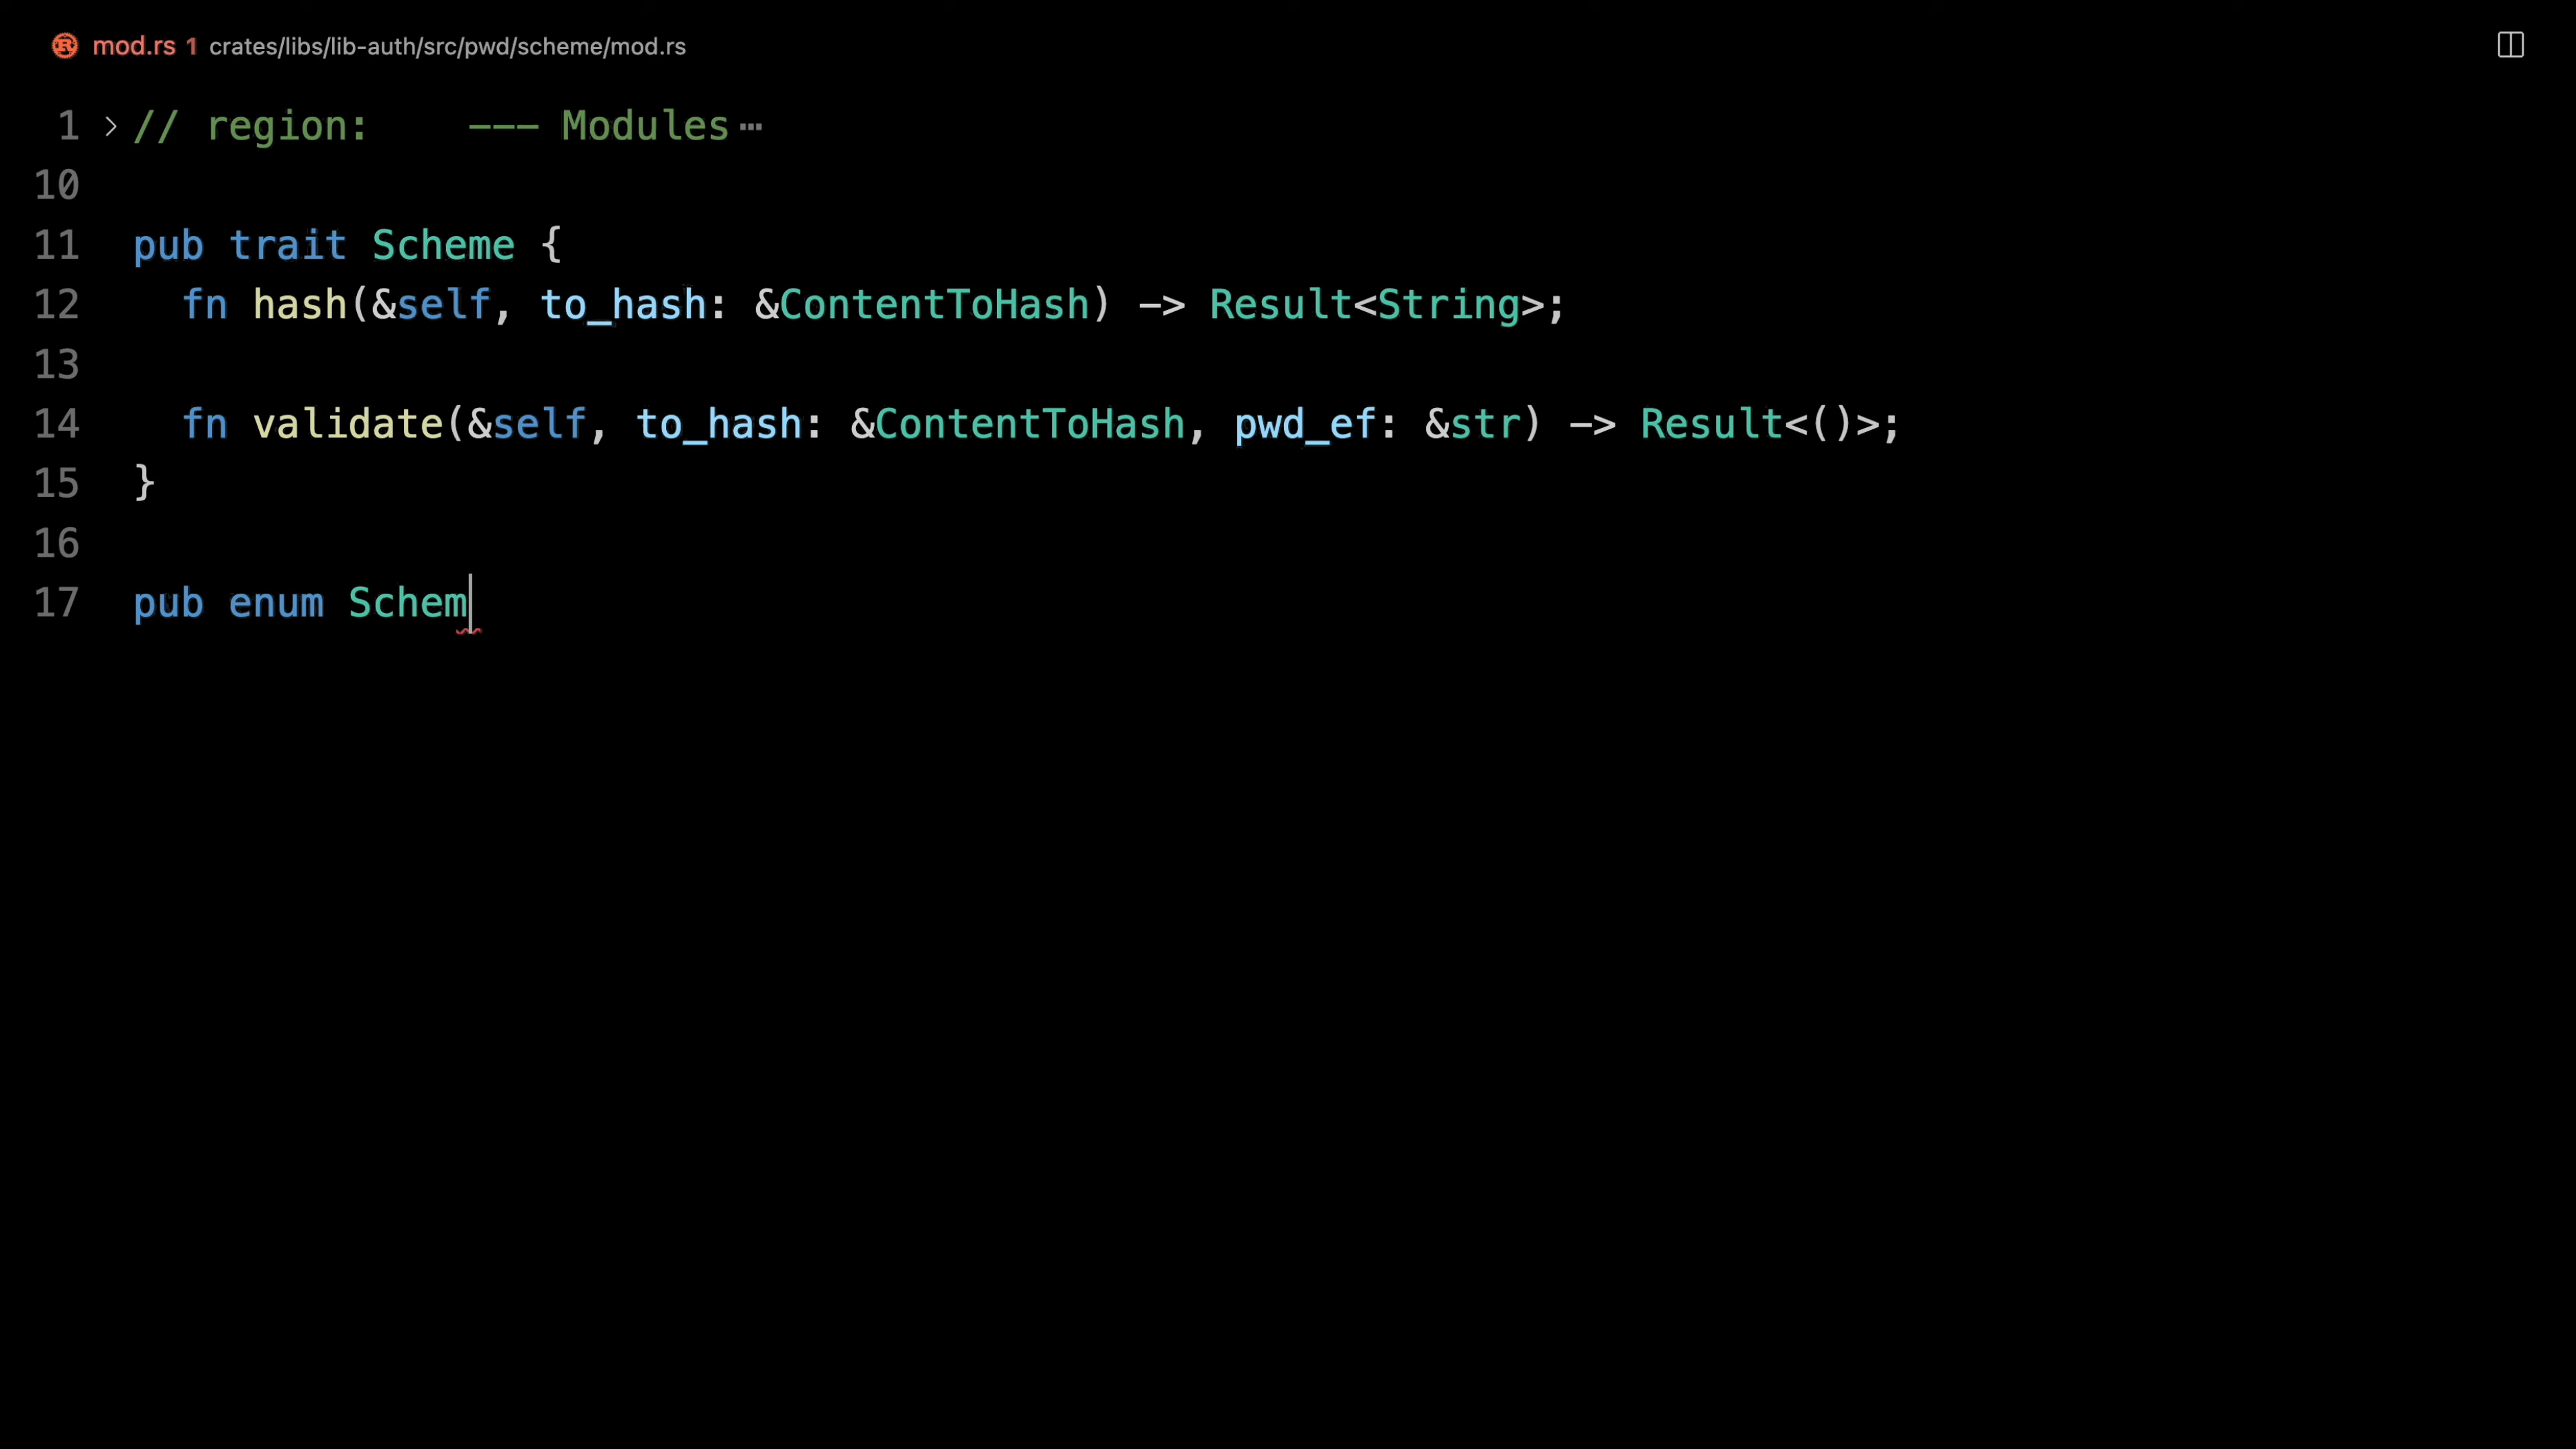 mod.rs 1 crates/libs/lib-auth/src/pwd/scheme/mod.rs
1 > // region:    --- Modules⋯
10
11 pub trait Scheme {
12   fn hash(&self, to_hash: &ContentToHash) -> Result<String>;
13
14   fn validate(&self, to_hash: &ContentToHash, pwd_ef: &str) -> Result<()>;
15 }
16
17 pub enum Schem